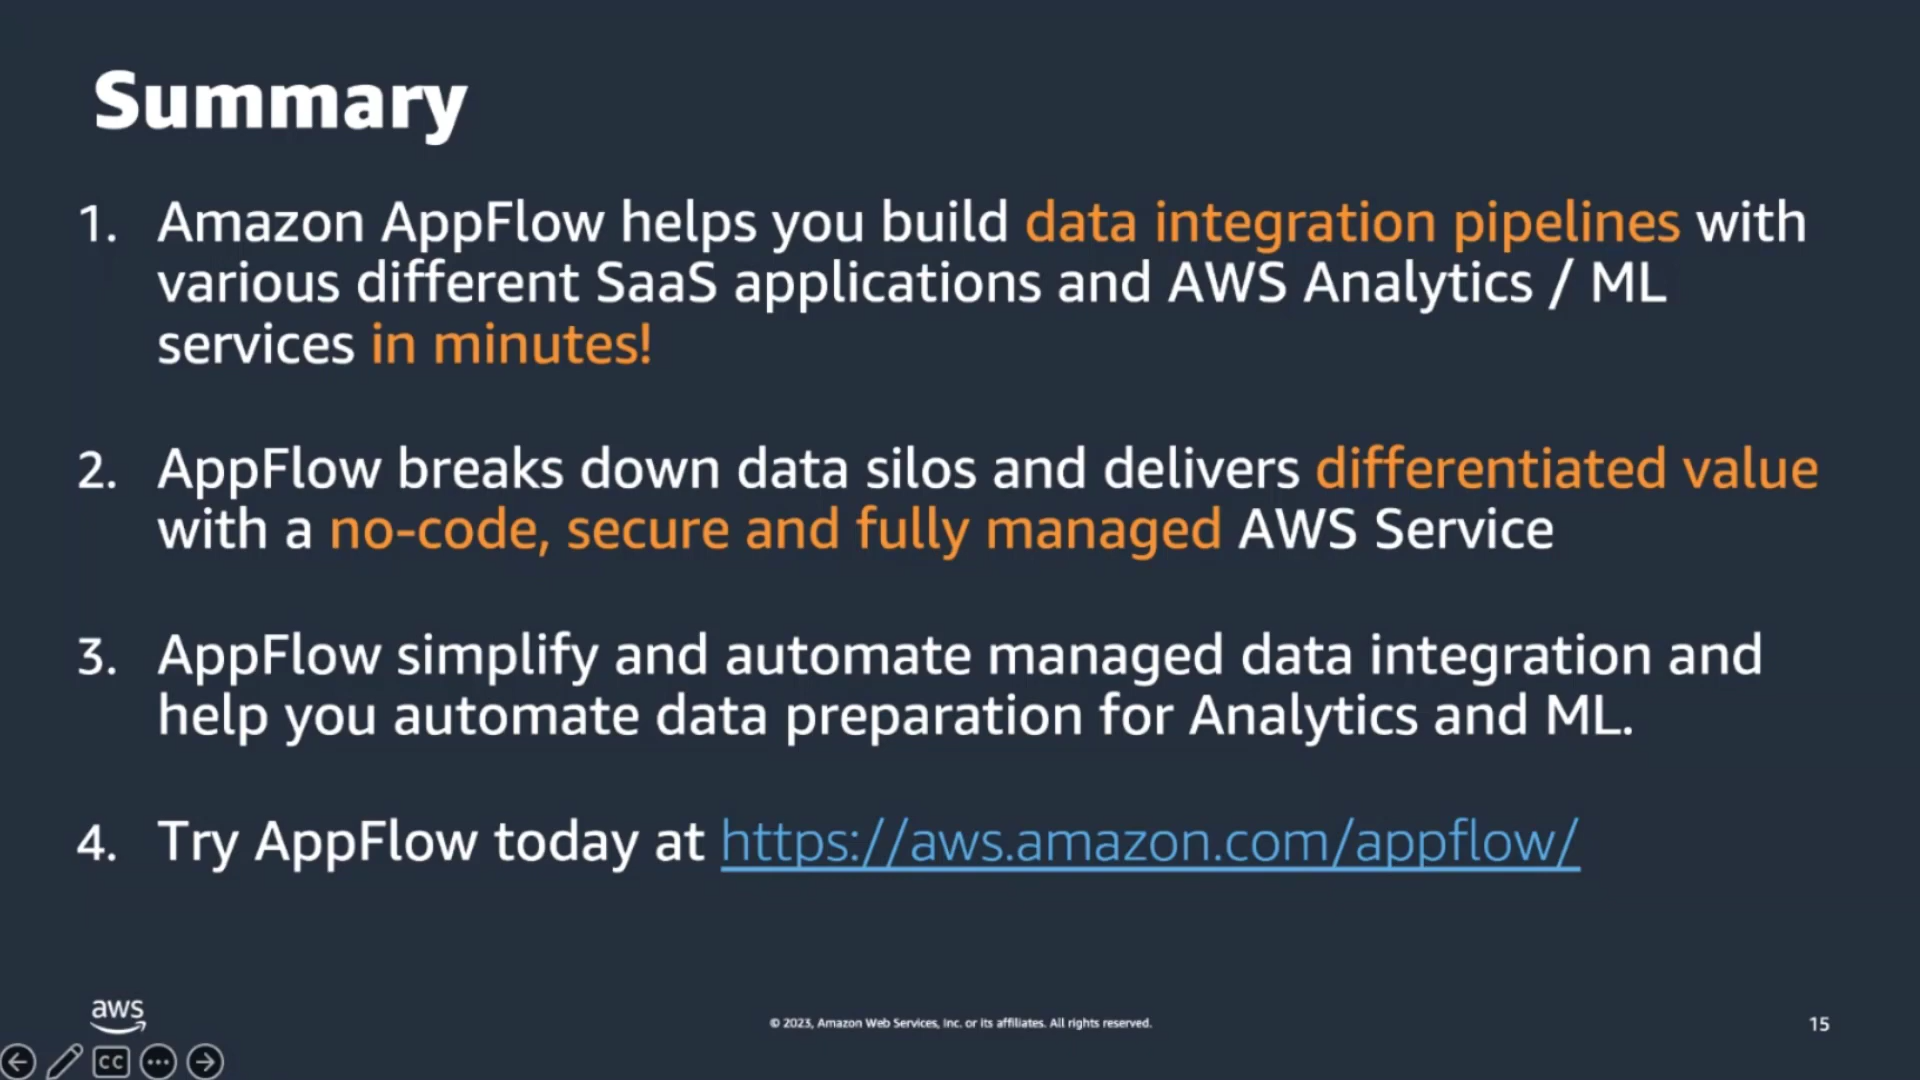 Summary
1. Amazon AppFlow helps you build data integration pipelines with
various different SaaS applications and AWS Analytics / ML
services in minutes!
2. AppFlow breaks down data silos and delivers differentiated value
with a no-code, secure and fully managed AWS Service
3. AppFlow simplify and automate managed data integration and
help you automate data preparation for Analytics and ML.
4. Try AppFlow today at https://aws.amazon.com/appflow/
aws
© 2023, Amazon Web Services, Inc. or its affiliates. All rights reserved.
15
CC